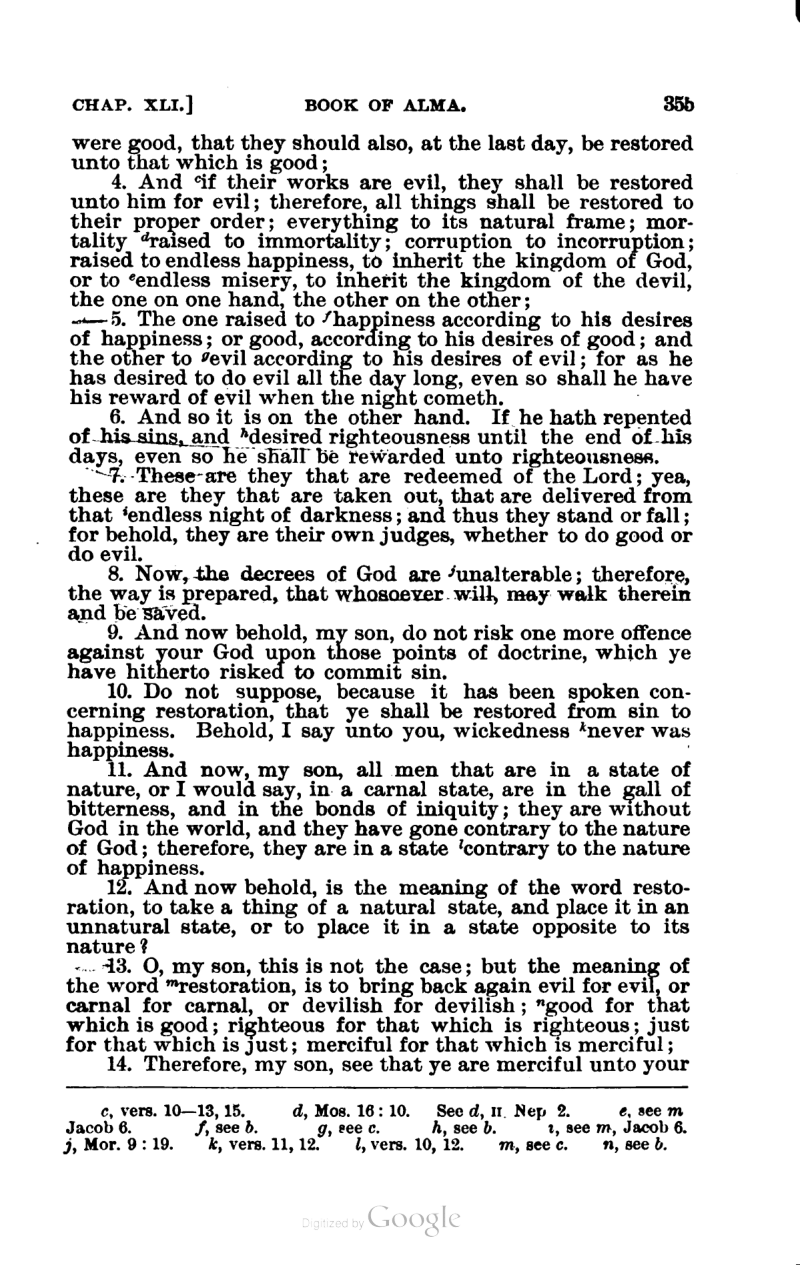 CHAP. XLI.] BOOK OF ALMA. 355
were good, that they should also, at the last day, be restored
unto that which is good;
4. And cif their works are evil, they shall be restored
unto him for evil; therefore, all things shall be restored to
their proper order; everything to its natural frame; mor-
tality draised to immortality; corruption to incorruption;
raised to endless happiness, to inherit the kingdom of God,
or to eendless misery, to inherit the kingdom of the devil,
the one on one hand, the other on the other;
5. The one raised to fhappiness according to his desires
of happiness; or good, according to his desires of good; and
the other to gevil according to his desires of evil; for as he
has desired to do evil all the day long, even so shall he have
his reward of evil when the night cometh.
6. And so it is on the other hand. If he hath repented
of his sins, and hdesired righteousness until the end of his
days, even so he shall be rewarded unto righteousness.
7. These are they that are redeemed of the Lord; yea,
these are they that are taken out, that are delivered from
that iendless night of darkness; and thus they stand or fall;
for behold, they are their own judges, whether to do good or
do evil.
8. Now, the decrees of God are junalterable; therefore,
the way is prepared, that whosoever will, may walk therein
and be saved.
9. And now behold, my son, do not risk one more offence
against your God upon those points of doctrine, which ye
have hitherto risked to commit sin.
10. Do not suppose, because it has been spoken con-
cerning restoration, that ye shall be restored from sin to
happiness. Behold, I say unto you, wickedness knever was
happiness.
11. And now, my son, all men that are in a state of
nature, or I would say, in a carnal state, are in the gall of
bitterness, and in the bonds of iniquity; they are without
God in the world, and they have gone contrary to the nature
of God; therefore, they are in a state lcontrary to the nature
of happiness.
12. And now behold, is the meaning of the word resto-
ration, to take a thing of a natural state, and place it in an
unnatural state, or to place it in a state opposite to its
nature?
13. O, my son, this is not the case; but the meaning of
the word mrestoration, is to bring back again evil for evil, or
carnal for carnal, or devilish for devilish; ngood for that
which is good; righteous for that which is righteous; just
for that which is just; merciful for that which is merciful;
14. Therefore, my son, see that ye are merciful unto your
c, vers. 10—13, 15. d, Mos. 16: 10. See d, II Nep 2. e, see m
Jacob 6. f, see b. g, see c. h, see b. i, see m, Jacob 6.
j, Mor. 9: 19. k, vers. 11, 12. l, vers. 10, 12. m, see c. n, see b.
Digitized by Google